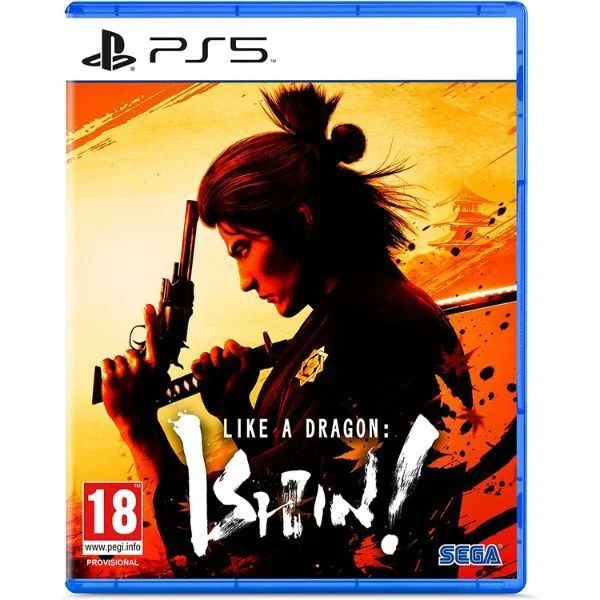 PS5
LIKE A DRAGON:
ISHIN!
18
www.pegi.info
PROVISIONAL
SEGA